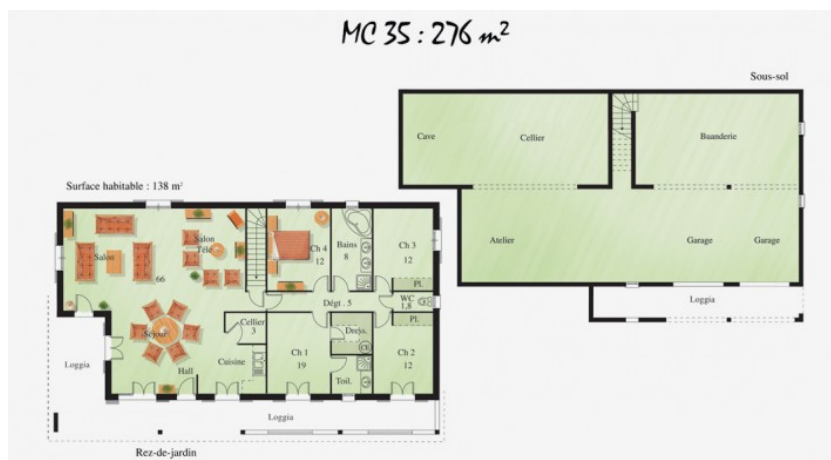 MC 35 : 276 m²
Sous-sol
Cave
Cellier
Buanderie
Atelier
Garage
Garage
Loggia
Surface habitable : 138 m²
Salon
Salon
Télé
66
Ch 4
12
Bains
8
Ch 3
12
Pl.
Dégt . 5
WC
1,8
Pl.
Cellier
3
Dress.
CE
Séjour
Cuisine
Ch 1
19
Ch 2
12
Loggia
Hall
Toil.
Loggia
Rez-de-jardin